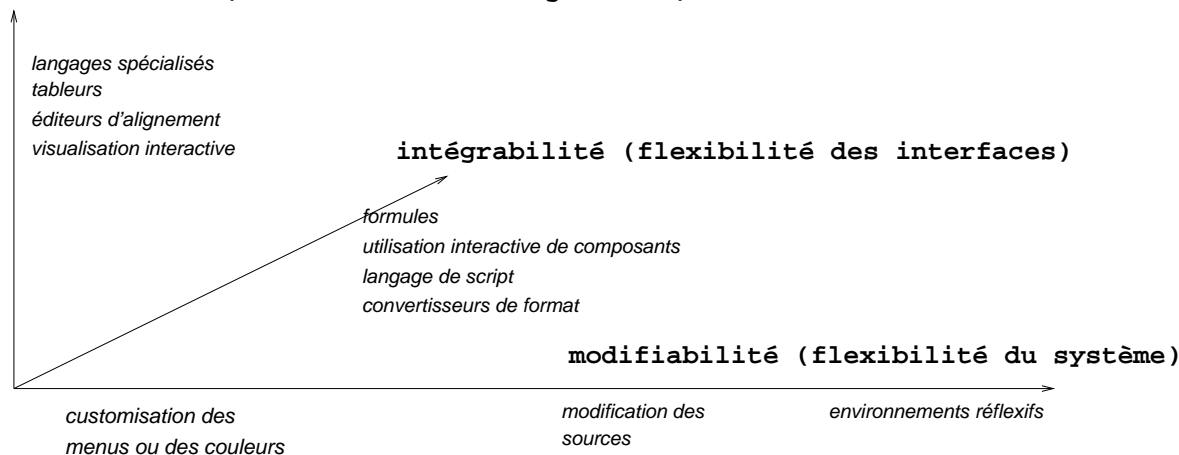 langages spécialisés
tableurs
éditeurs d'alignement
visualisation interactive
intégrabilité (flexibilité des interfaces)
formules
utilisation interactive de composants
langage de script
convertisseurs de format
modifiabilité (flexibilité du système)
customisation des
menus ou des couleurs
modification des
sources
environnements réflexifs